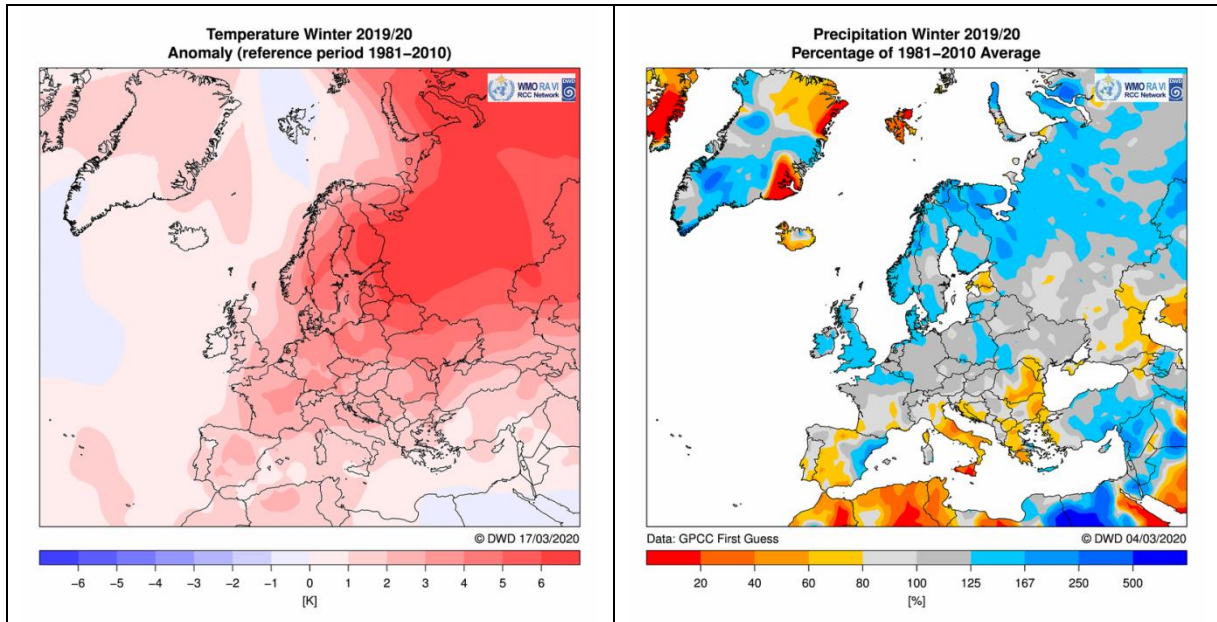 Temperature Winter 2019/20
Anomaly (reference period 1981−2010)
WMO RA VI
RCC Network
DWD
© DWD 17/03/2020
−6 −5 −4 −3 −2 −1 0 1 2 3 4 5 6
[K]
Precipitation Winter 2019/20
Percentage of 1981−2010 Average
WMO RA VI
RCC Network
DWD
Data: GPCC First Guess © DWD 04/03/2020
20 40 60 80 100 125 167 250 500
[%]